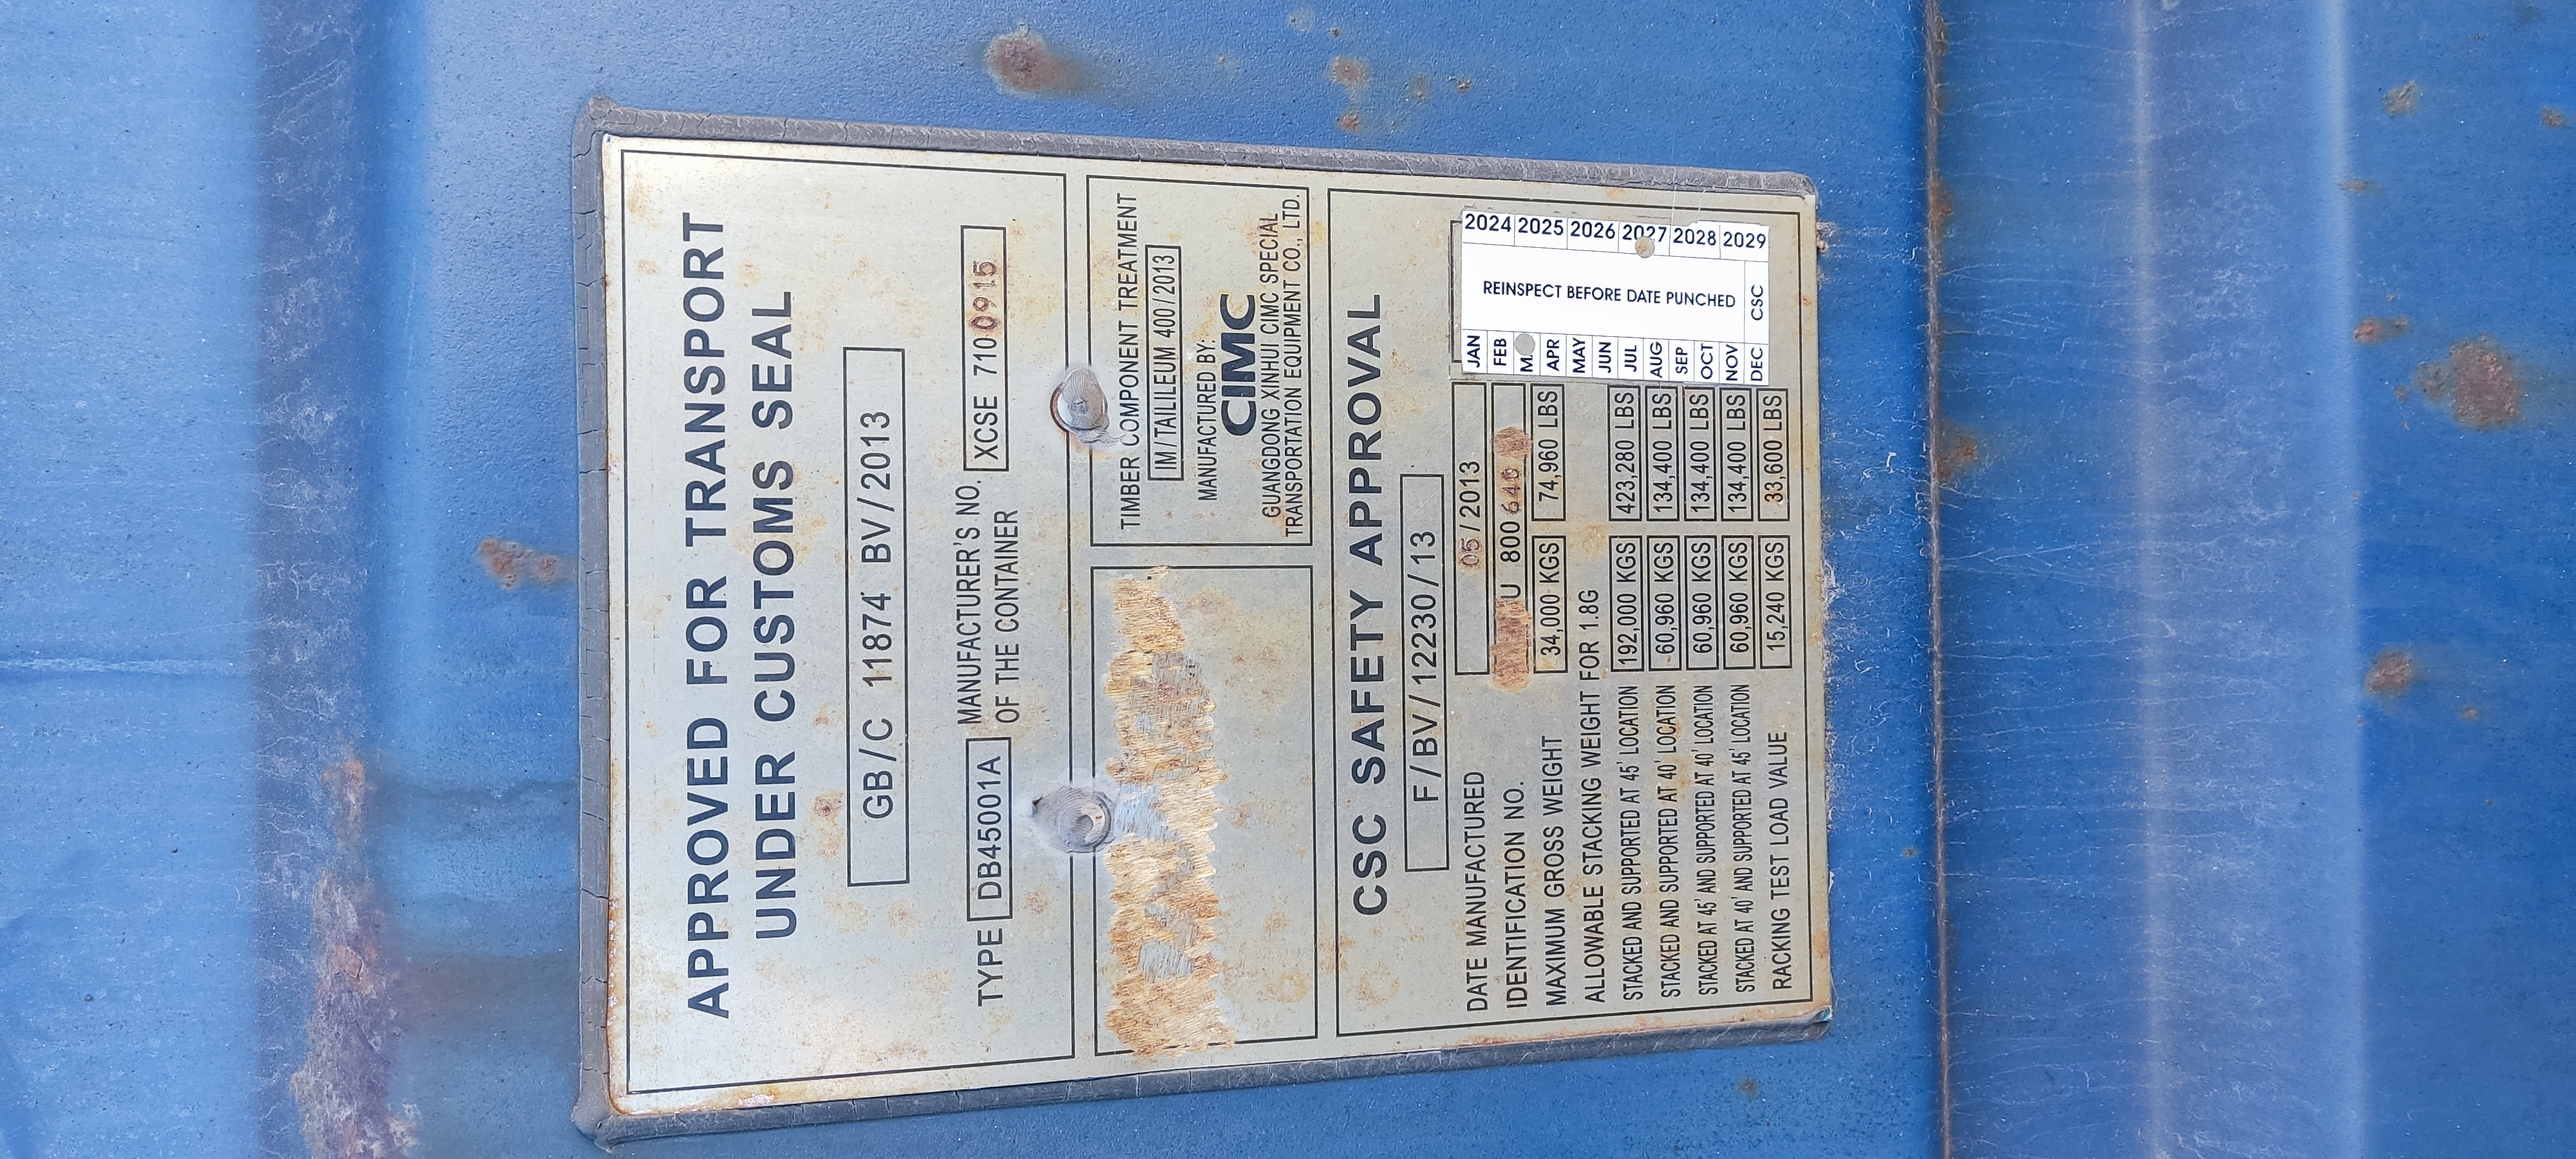 APPROVED FOR TRANSPORT
UNDER CUSTOMS SEAL
GB/C 11874 BV/2013
TYPE DB45001A MANUFACTURER'S NO. OF THE CONTAINER XCSE 7100915
TIMBER COMPONENT TREATMENT
IM/TAILILEUM 400/2013
MANUFACTURED BY:
CIMC
GUANGDONG XINHUI CIMC SPECIAL
TRANSPORTATION EQUIPMENT CO., LTD.
CSC SAFETY APPROVAL
F/BV/12230/13
DATE MANUFACTURED 05/2013
IDENTIFICATION NO. U 800640
MAXIMUM GROSS WEIGHT 34,000 KGS 74,960 LBS
ALLOWABLE STACKING WEIGHT FOR 1.8G
STACKED AND SUPPORTED AT 45' LOCATION 192,000 KGS 423,280 LBS
STACKED AND SUPPORTED AT 40' LOCATION 60,960 KGS 134,400 LBS
STACKED AT 45' AND SUPPORTED AT 40' LOCATION 60,960 KGS 134,400 LBS
STACKED AT 40' AND SUPPORTED AT 45' LOCATION 60,960 KGS 134,400 LBS
RACKING TEST LOAD VALUE 15,240 KGS 33,600 LBS
JAN
FEB
M
APR
MAY
JUN
JUL
AUG
SEP
OCT
NOV
DEC
REINSPECT BEFORE DATE PUNCHED
CSC
2024
2025
2026
2027
2028
2029